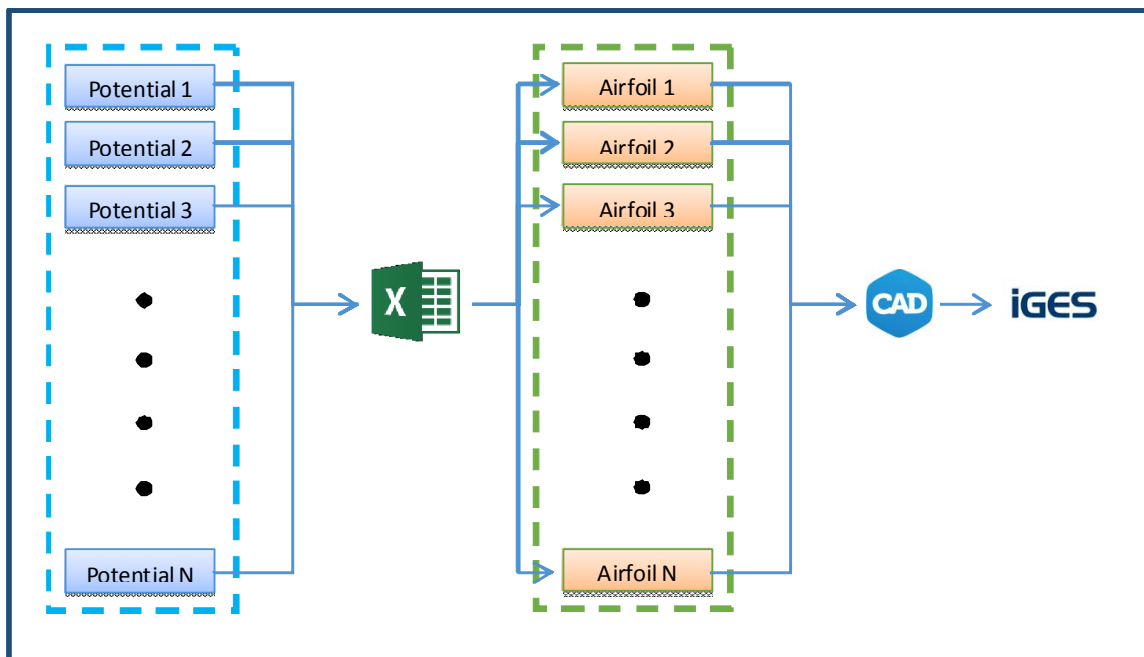 Potential 1
Potential 2
Potential 3
Potential N
X
Airfoil 1
Airfoil 2
Airfoil 3
Airfoil N
CAD
iGES